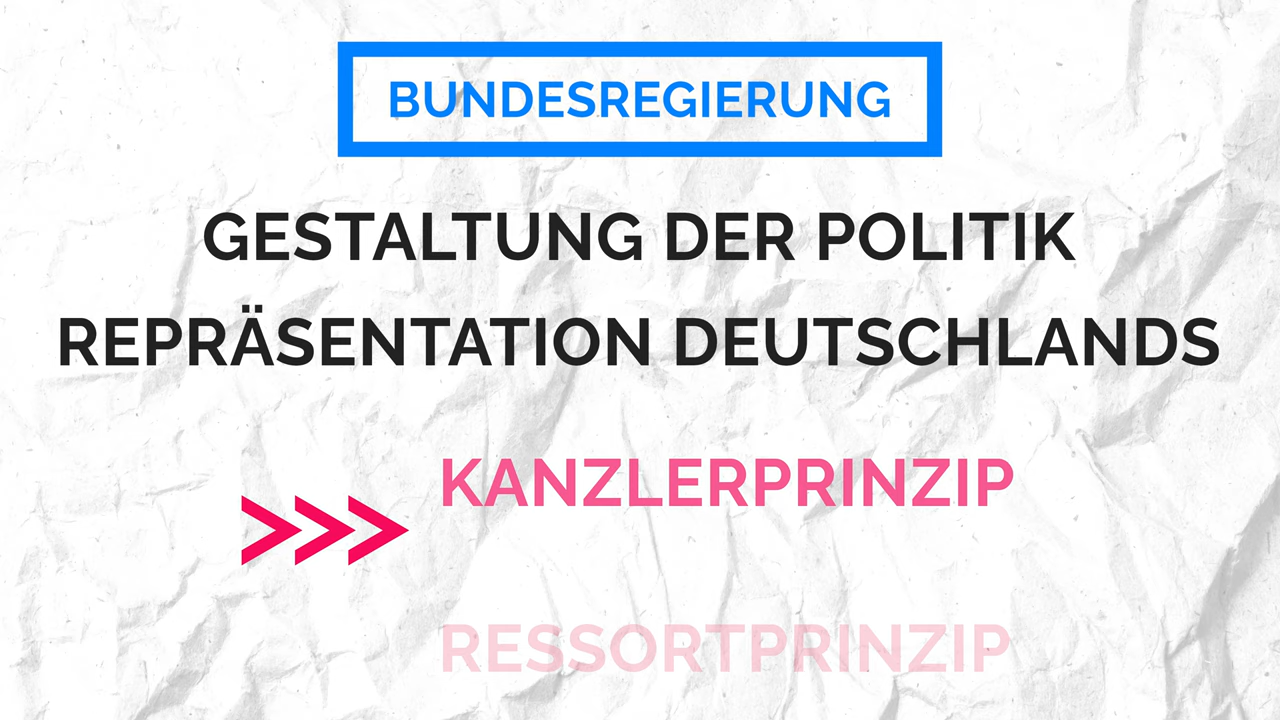 BUNDESREGIERUNG
GESTALTUNG DER POLITIK
REPRÄSENTATION DEUTSCHLANDS
KANZLERPRINZIP
RESSORTPRINZIP